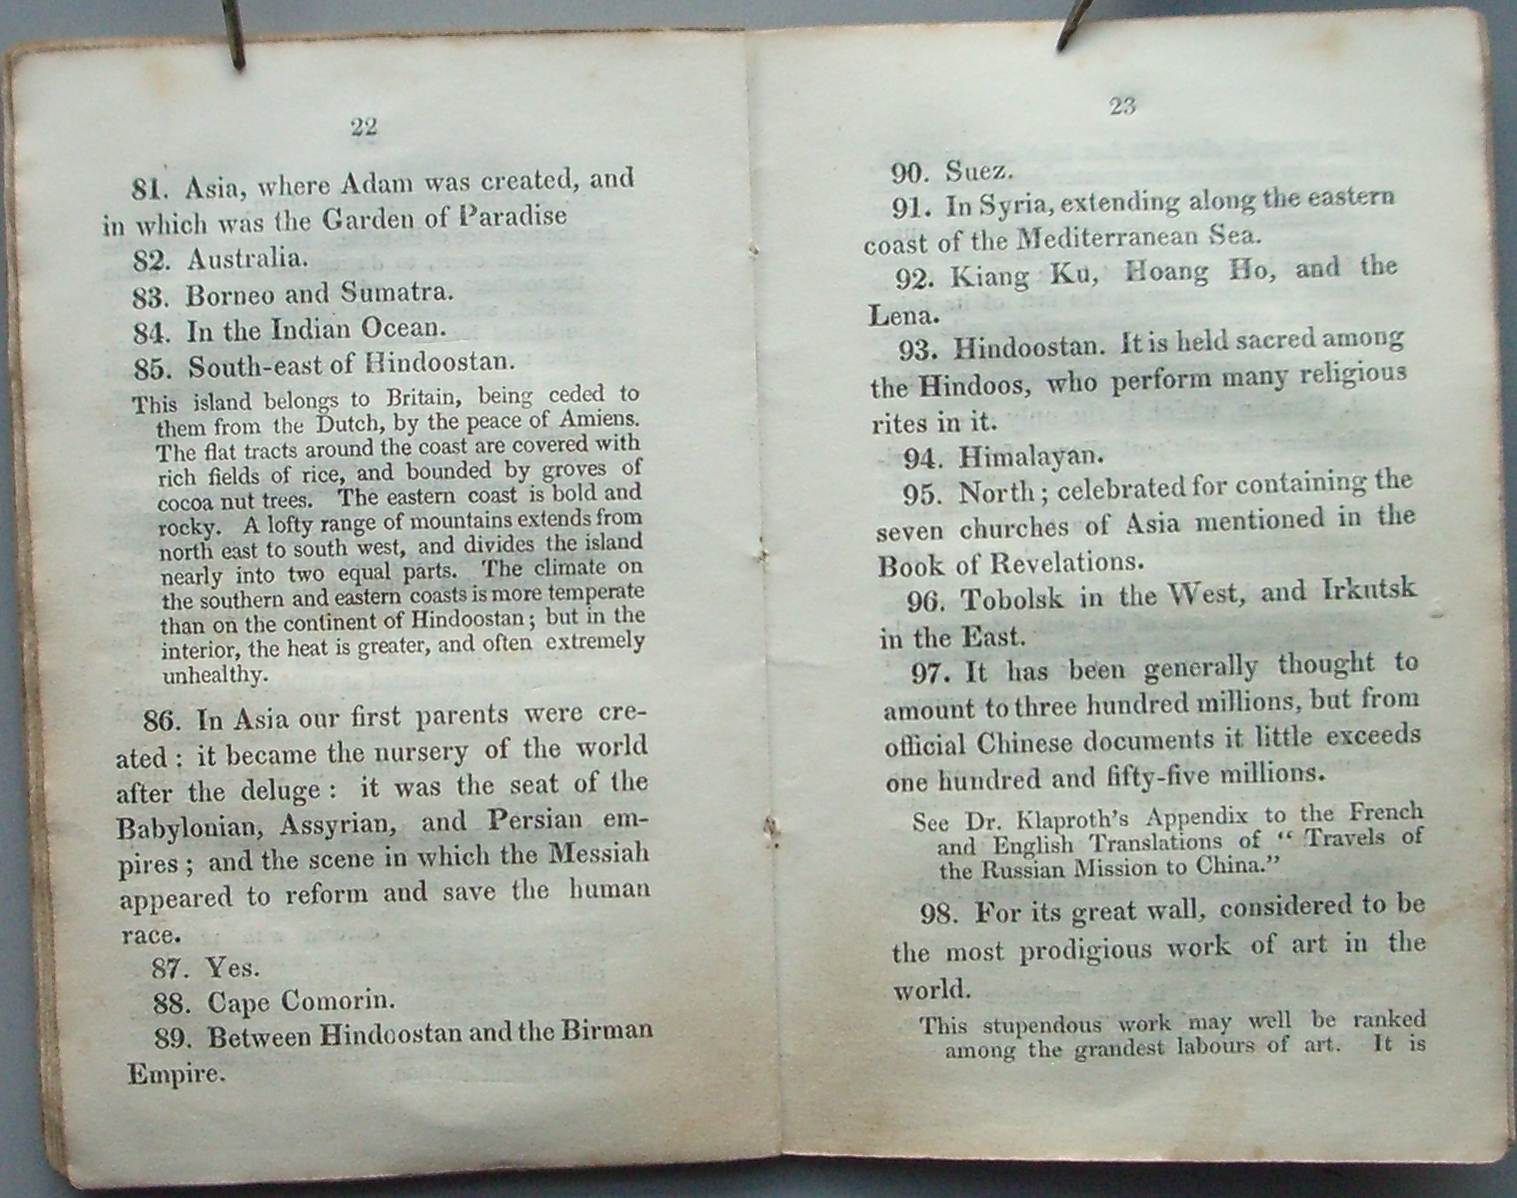 22
81. Asia, where Adam was created, and
in which was the Garden of Paradise
82. Australia.
83. Borneo and Sumatra.
84. In the Indian Ocean.
85. South-east of Hindoostan.
This island belongs to Britain, being ceded to
them from the Dutch, by the peace of Amiens.
The flat tracts around the coast are covered with
rich fields of rice, and bounded by groves of
cocoa nut trees. The eastern coast is bold and
rocky. A lofty range of mountains extends from
north east to south west, and divides the island
nearly into two equal parts. The climate on
the southern and eastern coasts is more temperate
than on the continent of Hindoostan; but in the
interior, the heat is greater, and often extremely
unhealthy.
86. In Asia our first parents were cre-
ated: it became the nursery of the world
after the deluge: it was the seat of the
Babylonian, Assyrian, and Persian em-
pires; and the scene in which the Messiah
appeared to reform and save the human
race.
87. Yes.
88. Cape Comorin.
89. Between Hindoostan and the Birman
Empire.
23
90. Suez.
91. In Syria, extending along the eastern
coast of the Mediterranean Sea.
92. Kiang Ku, Hoang Ho, and the
Lena.
93. Hindoostan. It is held sacred among
the Hindoos, who perform many religious
rites in it.
94. Himalayan.
95. North; celebrated for containing the
seven churches of Asia mentioned in the
Book of Revelations.
96. Tobolsk in the West, and Irkutsk
in the East.
97. It has been generally thought to
amount to three hundred millions, but from
official Chinese documents it little exceeds
one hundred and fifty-five millions.
See Dr. Klaproth's Appendix to the French
and English Translations of "Travels of
the Russian Mission to China."
98. For its great wall, considered to be
the most prodigious work of art in the
world.
This stupendous work may well be ranked
among the grandest labours of art. It is